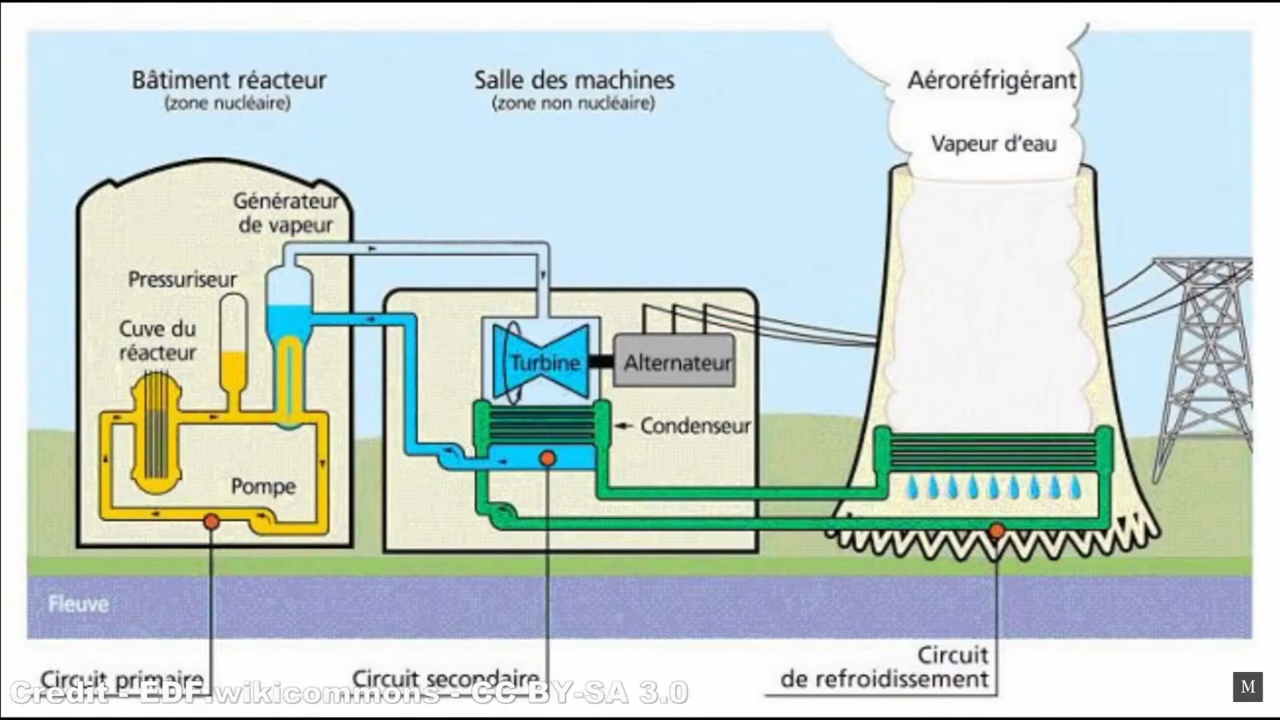 Bâtiment réacteur
(zone nucléaire)
Salle des machines
(zone non nucléaire)
Aéroréfrigérant
Vapeur d'eau
Générateur
de vapeur
Pressuriseur
Cuve du
réacteur
Turbine
Alternateur
Condenseur
Pompe
Fleuve
Circuit primaire
Circuit secondaire
Circuit
de refroidissement
Credit - EDF.wikicommons - CC BY-SA 3.0
M